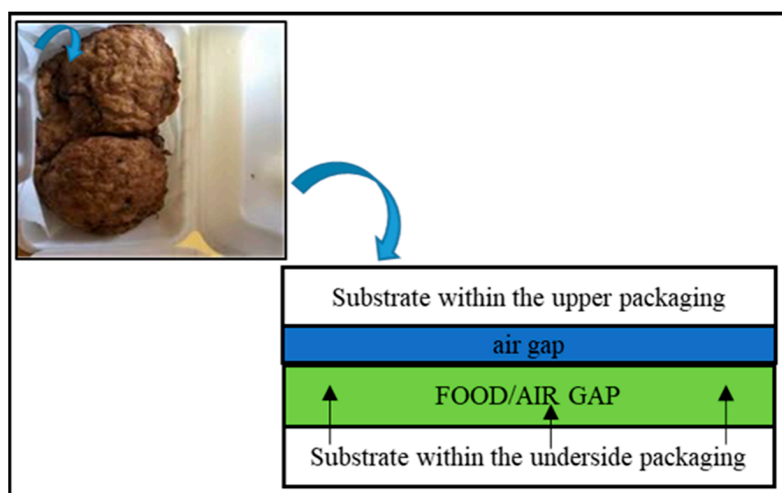 Substrate within the upper packaging
air gap
FOOD/AIR GAP
Substrate within the underside packaging